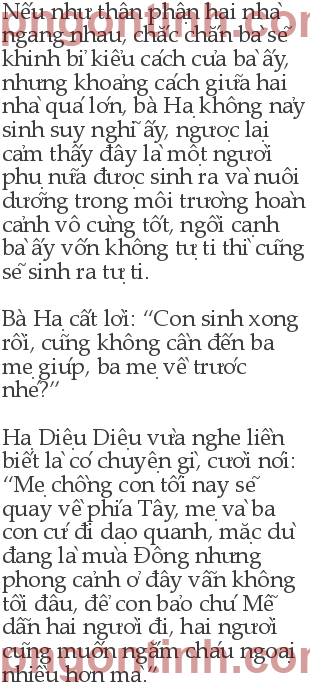 Nếu như thân phận hai nhà
ngang nhau, chắc chắn bà sẽ
khinh bỉ kiểu cách của bà ấy,
nhưng khoảng cách giữa hai
nhà quá lớn, bà Hạ không nảy
sinh suy nghĩ ấy, ngược lại
cảm thấy đây là một người
phụ nữa được sinh ra và nuôi
dưỡng trong môi trường hoàn
cảnh vô cùng tốt, ngồi cạnh
bà ấy vốn không tự ti thì cũng
sẽ sinh ra tự ti.
Bà Hạ cất lời: “Con sinh xong
rồi, cũng không cần đến ba
mẹ giúp, ba mẹ về trước
nhé?”
Hạ Diệu Diệu vừa nghe liền
biết là có chuyện gì, cười nói:
“Mẹ chồng con tối nay sẽ
quay về phía Tây, mẹ và ba
con cứ đi dạo quanh, mặc dù
đang là mùa Đông nhưng
phong cảnh ở đây vẫn không
tồi đâu, để con bảo chú Mễ
dẫn hai người đi, hai người
cũng muốn ngắm cháu ngoại
nhiều hơn mà.”
pngontinh.com
pngontinh.com